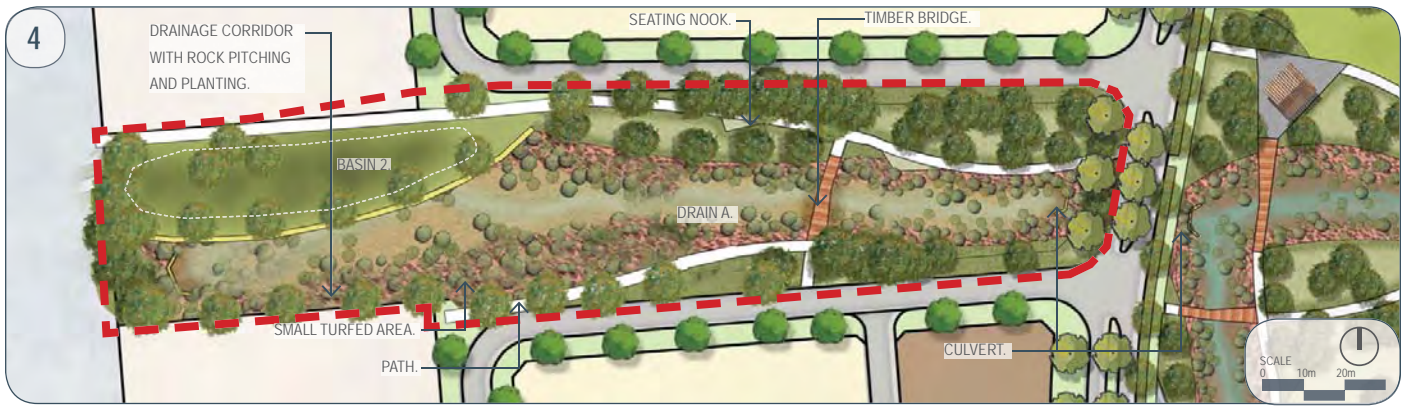 4
DRAINAGE CORRIDOR
WITH ROCK PITCHING
AND PLANTING.
SEATING NOOK.
TIMBER BRIDGE.
BASIN 2.
DRAIN A.
SMALL TURFED AREA.
PATH.
CULVERT.
SCALE
0 10m 20m